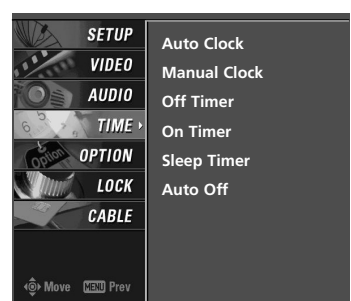 SETUP
VIDEO
AUDIO
TIME
OPTION
LOCK
CABLE
Move MENU Prev
Auto Clock
Manual Clock
Off Timer
On Timer
Sleep Timer
Auto Off